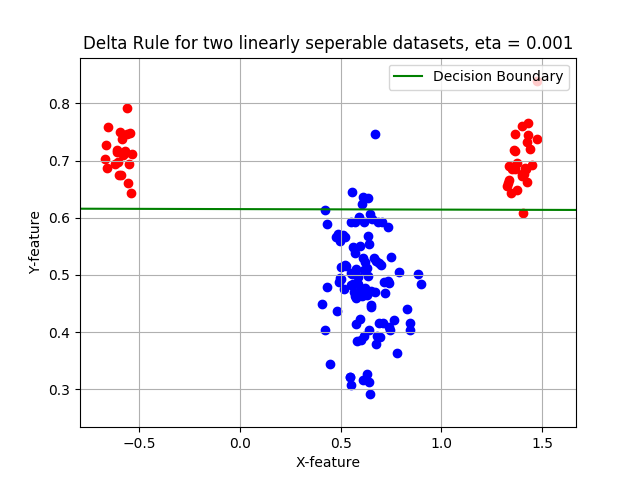 Delta Rule for two linearly seperable datasets, eta = 0.001
Decision Boundary
0.8
0.7
0.6
0.5
0.4
0.3
Y-feature
−0.5 0.0 0.5 1.0 1.5
X-feature